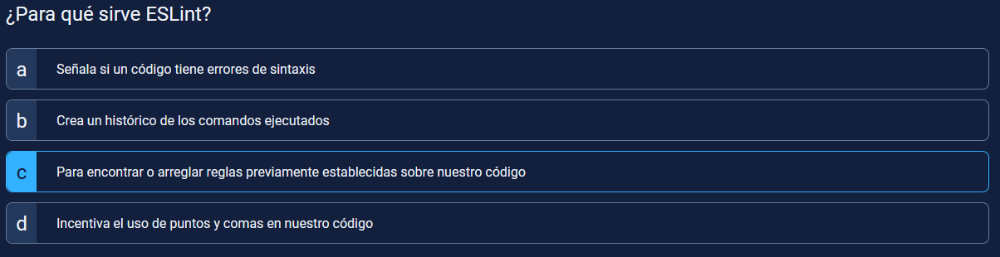 ¿Para qué sirve ESLint?
a Señala si un código tiene errores de sintaxis
b Crea un histórico de los comandos ejecutados
c Para encontrar o arreglar reglas previamente establecidas sobre nuestro código
d Incentiva el uso de puntos y comas en nuestro código